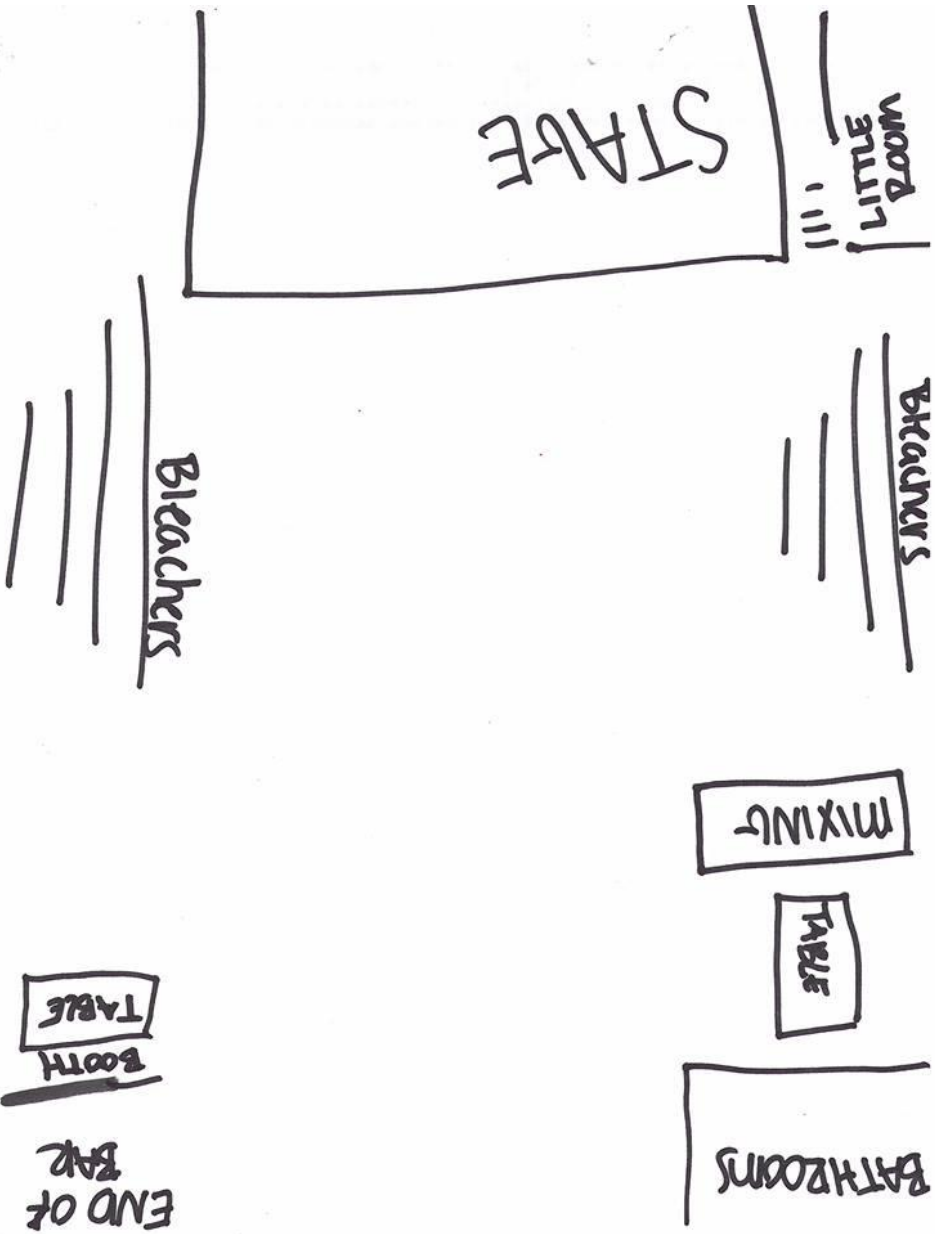 BATHROOMS
END OF
BAR
BOOTH
TABLE
TABLE
MIXING
Bleachers
Bleachers
LITTLE
ROOM
STAGE